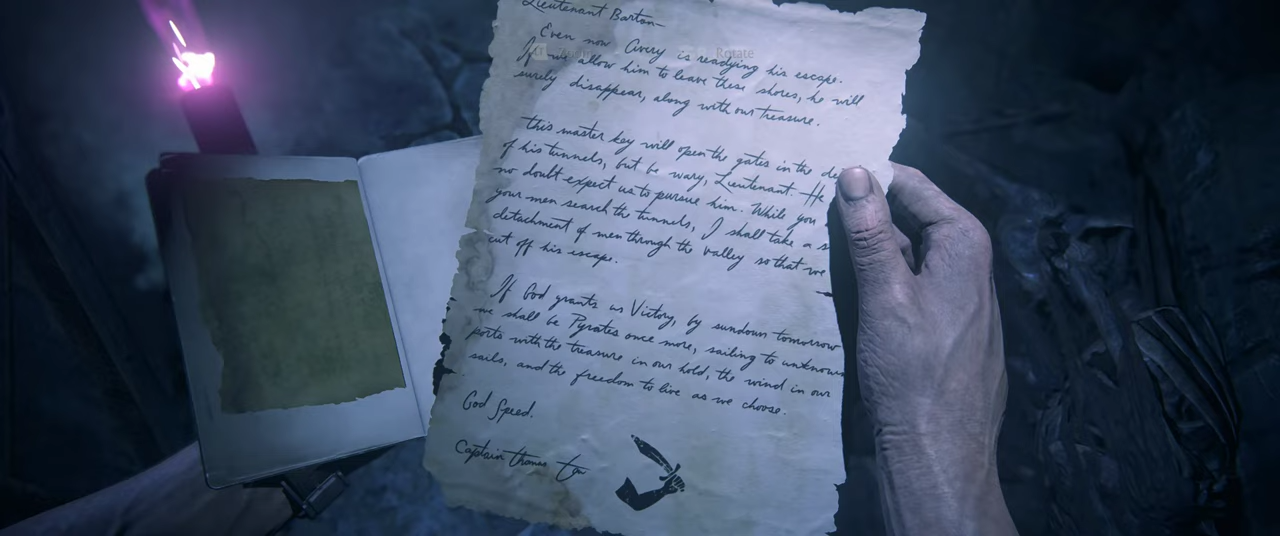 Lieutenant Barton—
Even now Avery is readying his escape.
If we allow him to leave these shores, he will
surely disappear, along with our treasure.
this master key will open the gates in the de
of his tunnels, but be wary, Lieutenant. He
no doubt expect us to pursue him. While you
your men search the tunnels, I shall take a s
detachment of men through the valley so that we
cut off his escape.
If God grants us Victory, by sundown tomorrow
we shall be Pyrates once more, sailing to unknown
ports with the treasure in our hold, the wind in our
sails, and the freedom to live as we choose.
God Speed.
Captain Thomas Tew
Rotate